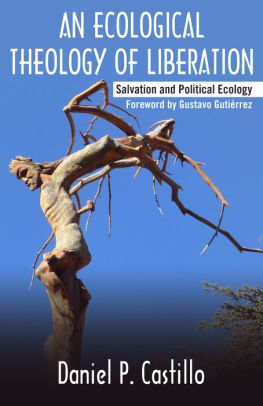 AN ECOLOGICAL
THEOLOGY OF LIBERATION
Salvation and Political Ecology
Foreword by Gustavo Gutiérrez
Daniel P. Castillo